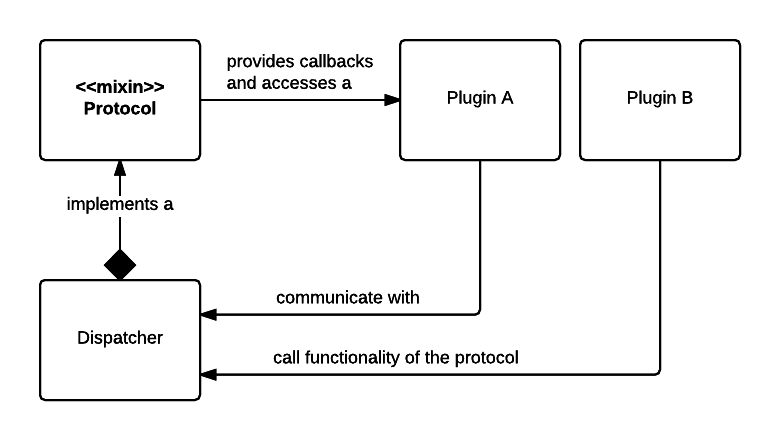 <<mixin>>
Protocol
provides callbacks
and accesses a
Plugin A
Plugin B
implements a
communicate with
Dispatcher
call functionality of the protocol